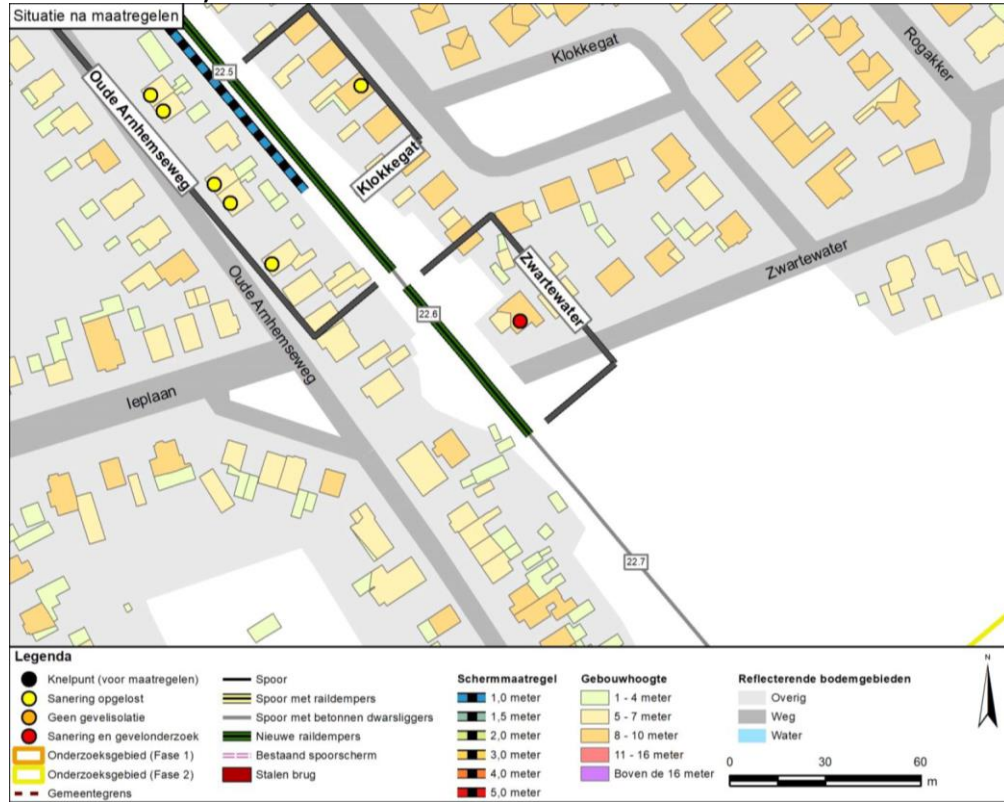 Situatie na maatregelen
22.5
Oude Arnhemseweg
Klokkegat
Klokkegat
Rogakker
Zwartewater
Zwartewater
Oude Arnhemseweg
22.6
Ieplaan
22.7
Legenda
Knelpunt (voor maatregelen)
Sanering opgelost
Geen gevelisolatie
Sanering en gevelonderzoek
Onderzoeksgebied (Fase 1)
Onderzoeksgebied (Fase 2)
Gemeentegrens
Spoor
Spoor met raildempers
Spoor met betonnen dwarsliggers
Nieuwe raildempers
Bestaand spoorscherm
Stalen brug
Schermmaatregel
1,0 meter
1,5 meter
2,0 meter
3,0 meter
4,0 meter
5,0 meter
Gebouwhoogte
1 - 4 meter
5 - 7 meter
8 - 10 meter
11 - 16 meter
Boven de 16 meter
Reflecterende bodemgebieden
Overig
Weg
Water
N
0 30 60
m